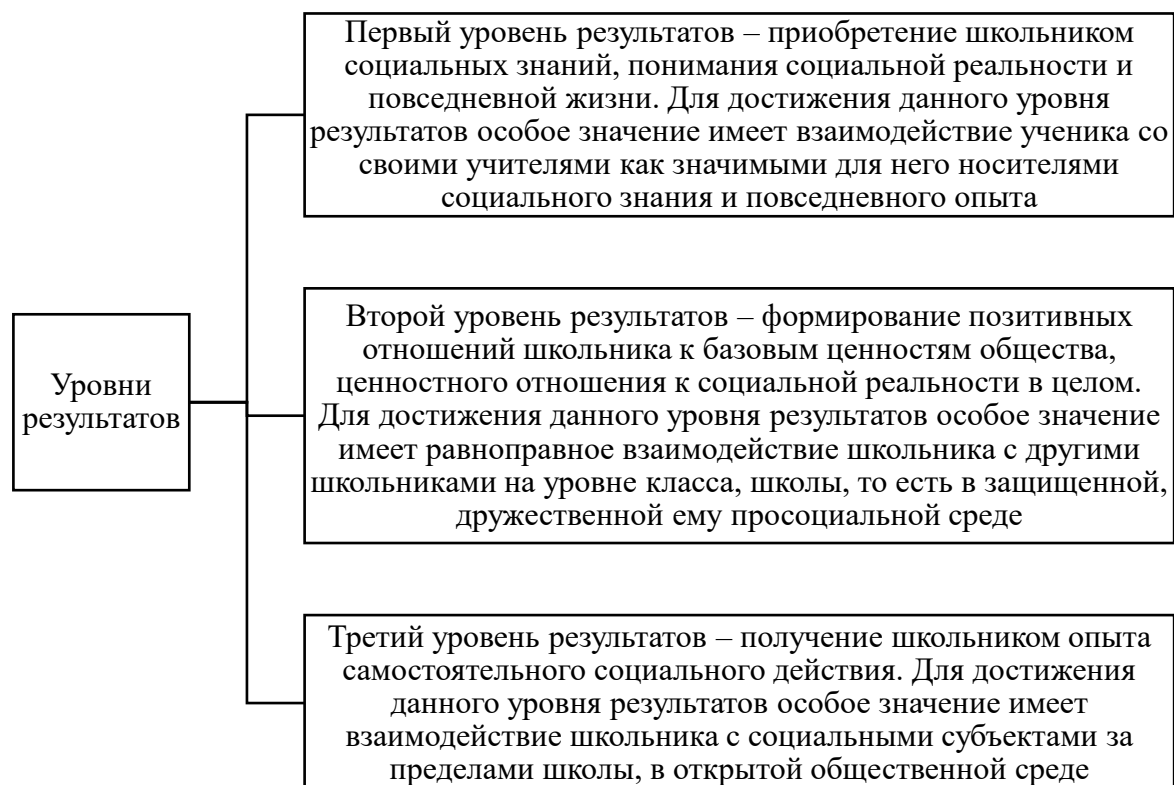 Первый уровень результатов – приобретение школьником
социальных знаний, понимания социальной реальности и
повседневной жизни. Для достижения данного уровня
результатов особое значение имеет взаимодействие ученика со
своими учителями как значимыми для него носителями
социального знания и повседневного опыта
Уровни
результатов
Второй уровень результатов – формирование позитивных
отношений школьника к базовым ценностям общества,
ценностного отношения к социальной реальности в целом.
Для достижения данного уровня результатов особое значение
имеет равноправное взаимодействие школьника с другими
школьниками на уровне класса, школы, то есть в защищенной,
дружественной ему просоциальной среде
Третий уровень результатов – получение школьником опыта
самостоятельного социального действия. Для достижения
данного уровня результатов особое значение имеет
взаимодействие школьника с социальными субъектами за
пределами школы, в открытой общественной среде